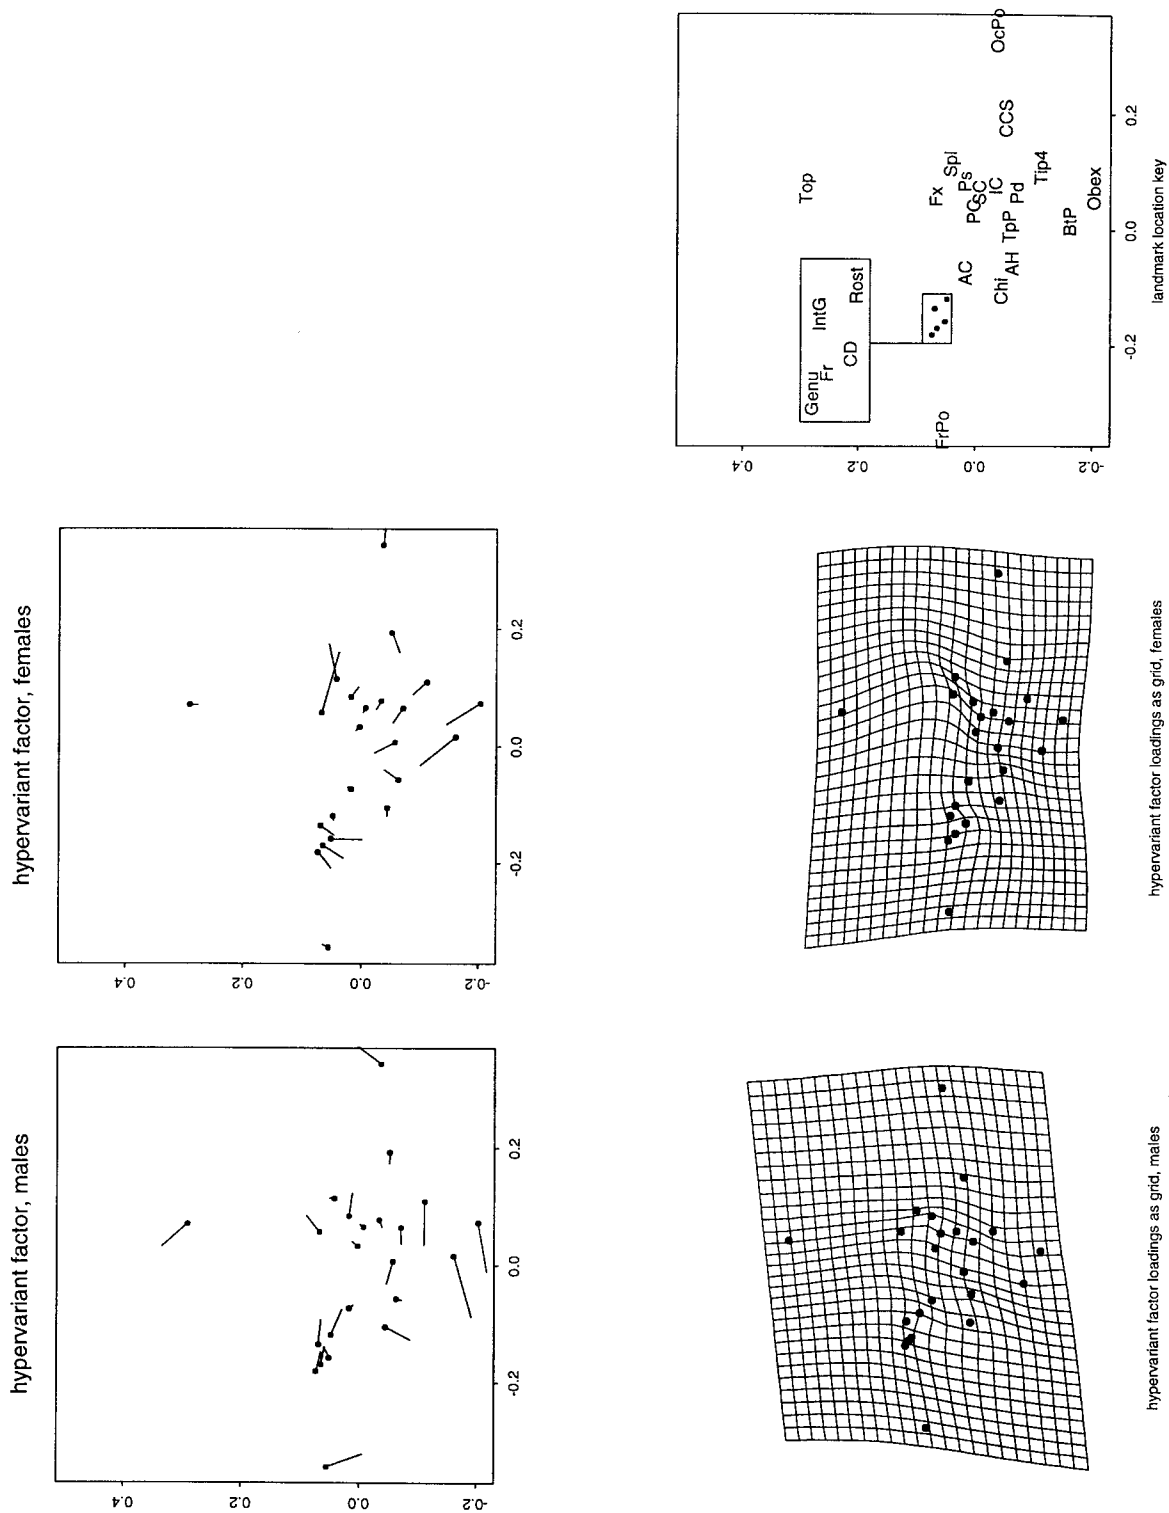 hypervariant factor, males
0.4
0.2
0.0
-0.2
-0.2
0.0
0.2
hypervariant factor, females
0.4
0.2
0.0
-0.2
-0.2
0.0
0.2
hypervariant factor loadings as grid, males
hypervariant factor loadings as grid, females
0.4
0.2
0.0
-0.2
Top
Genu
Fr
IntG
CD
Rost
FrPo
Fx
Spl
Ps
PC
SC
IC
AC
Chi
AH
TpP
Pd
CCS
OcPo
Tip4
BtP
Obex
-0.2
0.0
0.2
landmark location key